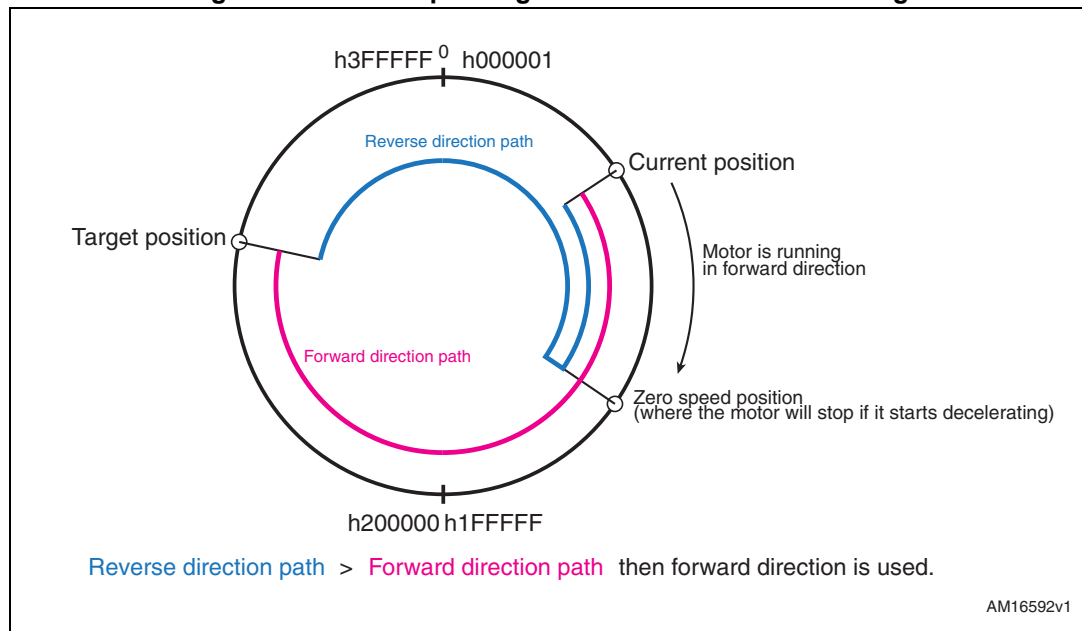 h3FFFFF 0 h000001
Reverse direction path
Current position
Target position
Motor is running
in forward direction
Forward direction path
Zero speed position
(where the motor will stop if it starts decelerating)
h200000 h1FFFFF
Reverse direction path > Forward direction path then forward direction is used.
AM16592v1